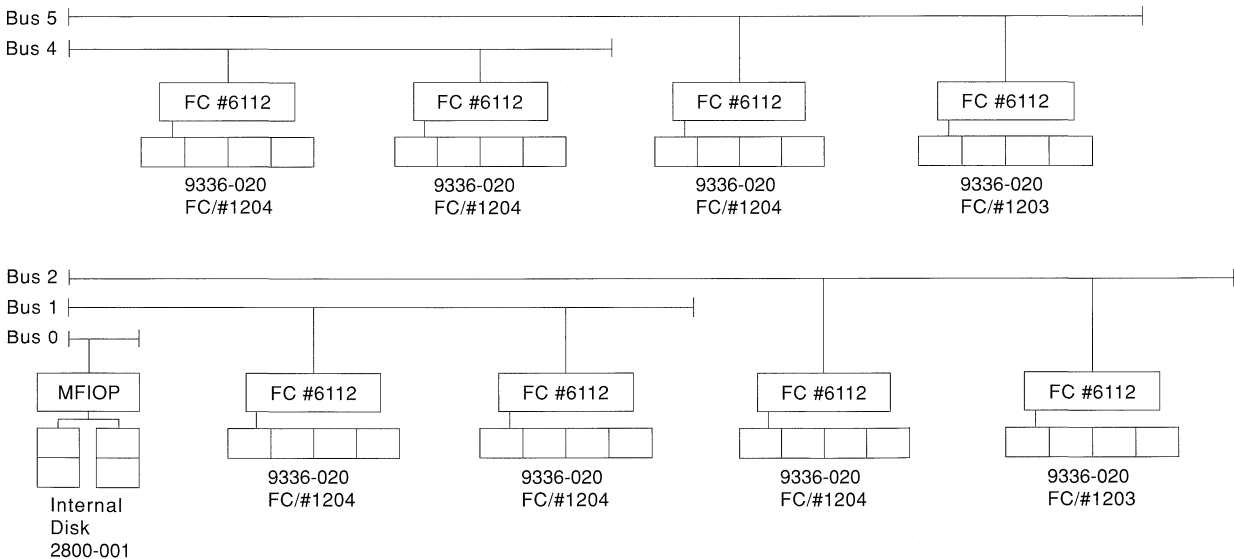 Bus 5
Bus 4
FC #6112 FC #6112 FC #6112 FC #6112
9336-020 9336-020 9336-020 9336-020
FC/#1204 FC/#1204 FC/#1204 FC/#1203
Bus 2
Bus 1
Bus 0
MFIOP FC #6112 FC #6112 FC #6112 FC #6112
9336-020 9336-020 9336-020 9336-020
FC/#1204 FC/#1204 FC/#1204 FC/#1203
Internal
Disk
2800-001